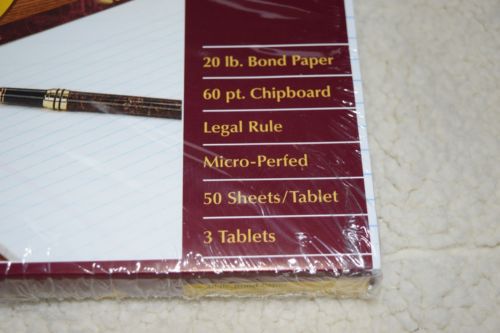 20 lb. Bond Paper
60 pt. Chipboard
Legal Rule
Micro-Perfed
50 Sheets/Tablet
3 Tablets